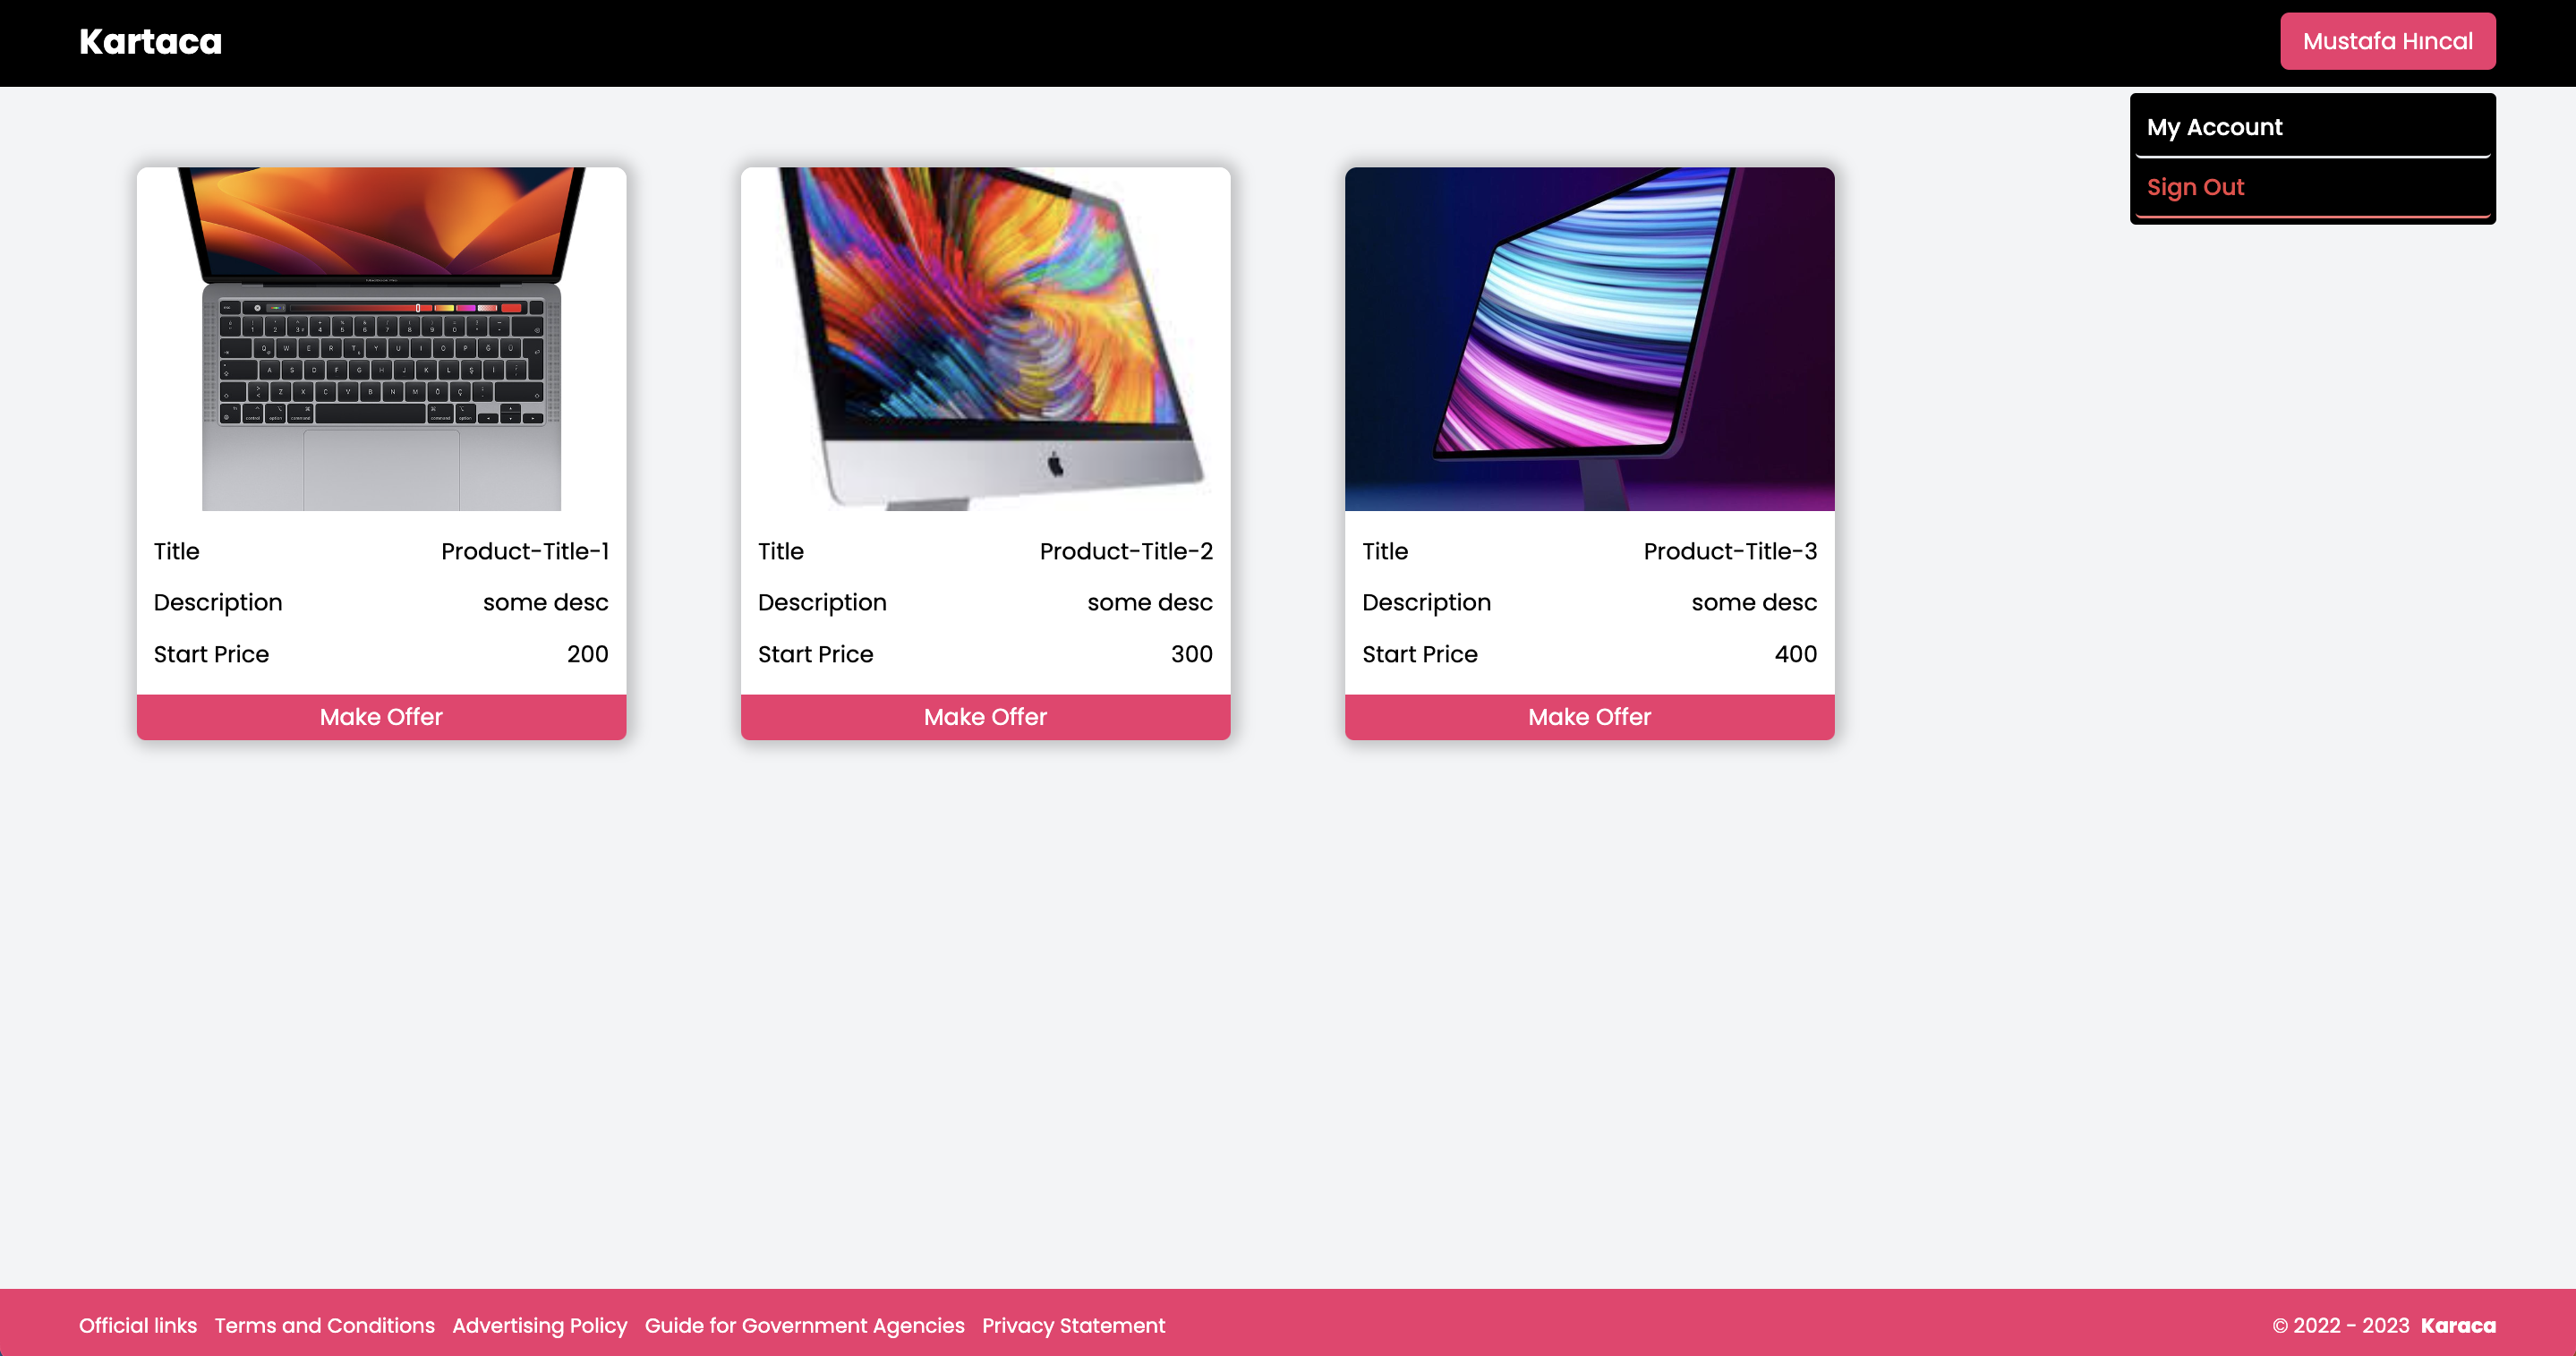 Kartaca
Mustafa Hıncal
My Account
Sign Out
Title Product-Title-1
Description some desc
Start Price 200
Make Offer
Title Product-Title-2
Description some desc
Start Price 300
Make Offer
Title Product-Title-3
Description some desc
Start Price 400
Make Offer
Official links Terms and Conditions Advertising Policy Guide for Government Agencies Privacy Statement
© 2022 - 2023 Karaca